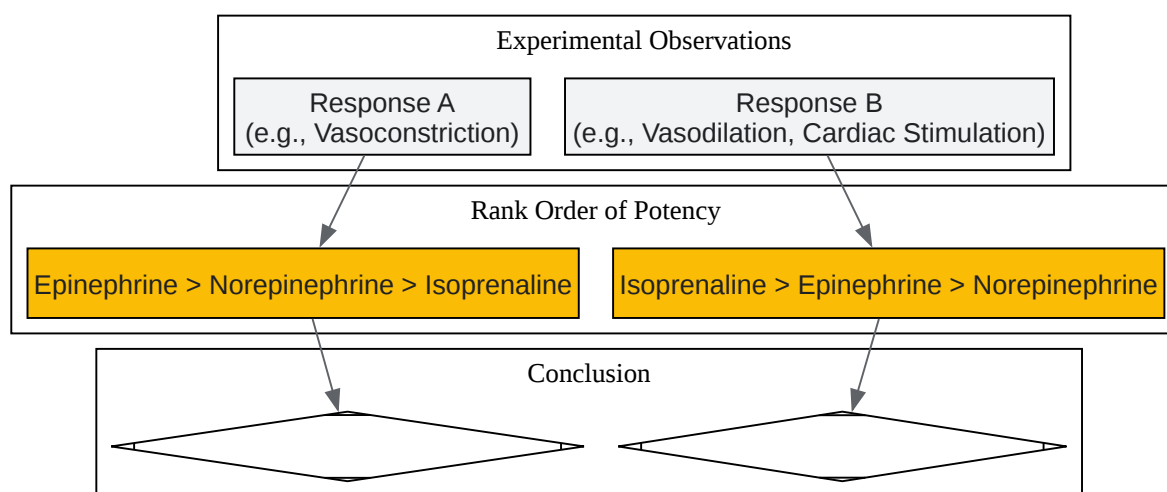 Experimental Observations
Response A
(e.g., Vasoconstriction)
Response B
(e.g., Vasodilation, Cardiac Stimulation)
Rank Order of Potency
Epinephrine > Norepinephrine > Isoprenaline
Isoprenaline > Epinephrine > Norepinephrine
Conclusion